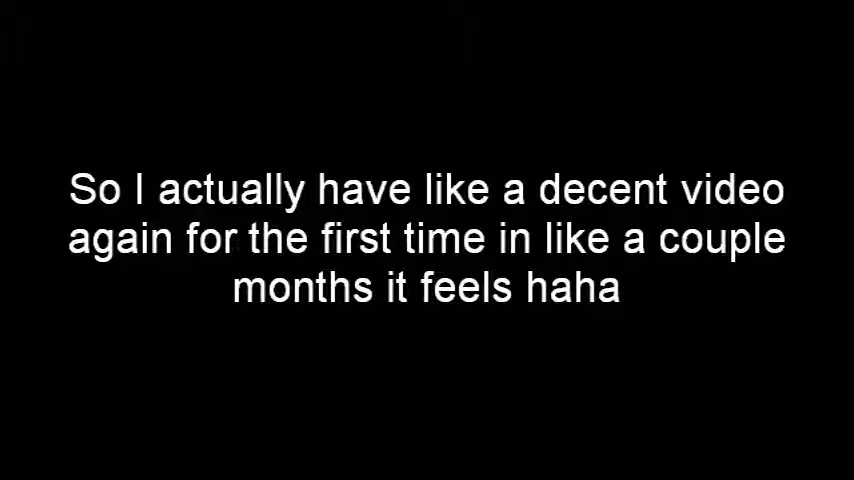 So I actually have like a decent video
again for the first time in like a couple
months it feels haha